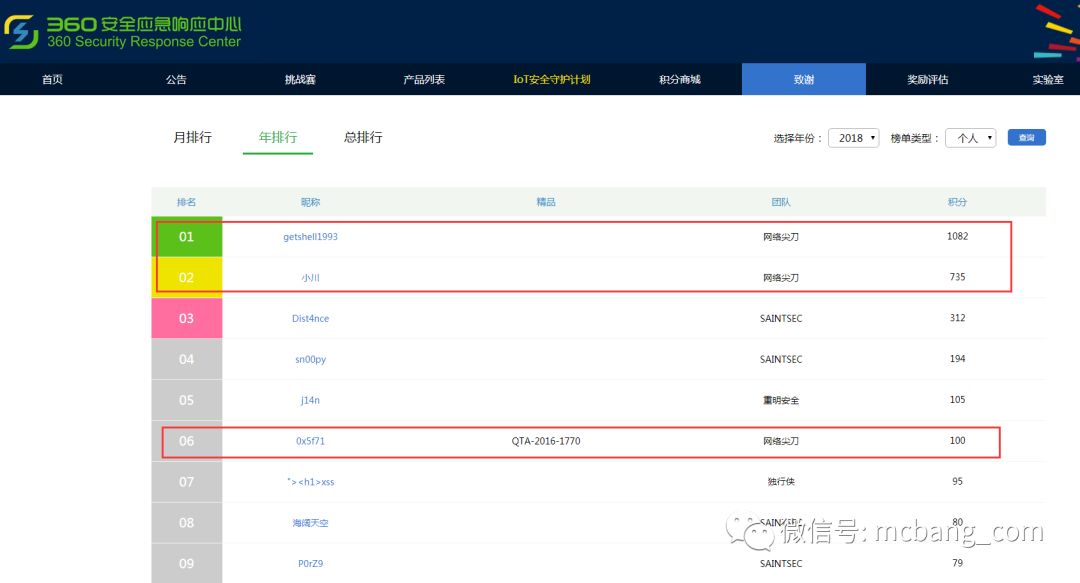 360安全应急响应中心
360 Security Response Center
首页 公告 挑战赛 产品列表 IoT安全守护计划 积分商城 致谢 奖励评估 实验室
月排行 年排行 总排行 选择年份： 2018 榜单类型： 个人 查询
排名 昵称 精品 团队 积分
01 getshell1993 网络尖刀 1082
02 小川 网络尖刀 735
03 Dist4nce SAINTSEC 312
04 sn00py SAINTSEC 194
05 j14n 重明安全 105
06 0x5f71 QTA-2016-1770 网络尖刀 100
07 "><h1>xss 独行侠 95
08 海阔天空 SAINTSEC 80
微信号: mcbang_com
09 P0rZ9 SAINTSEC 79